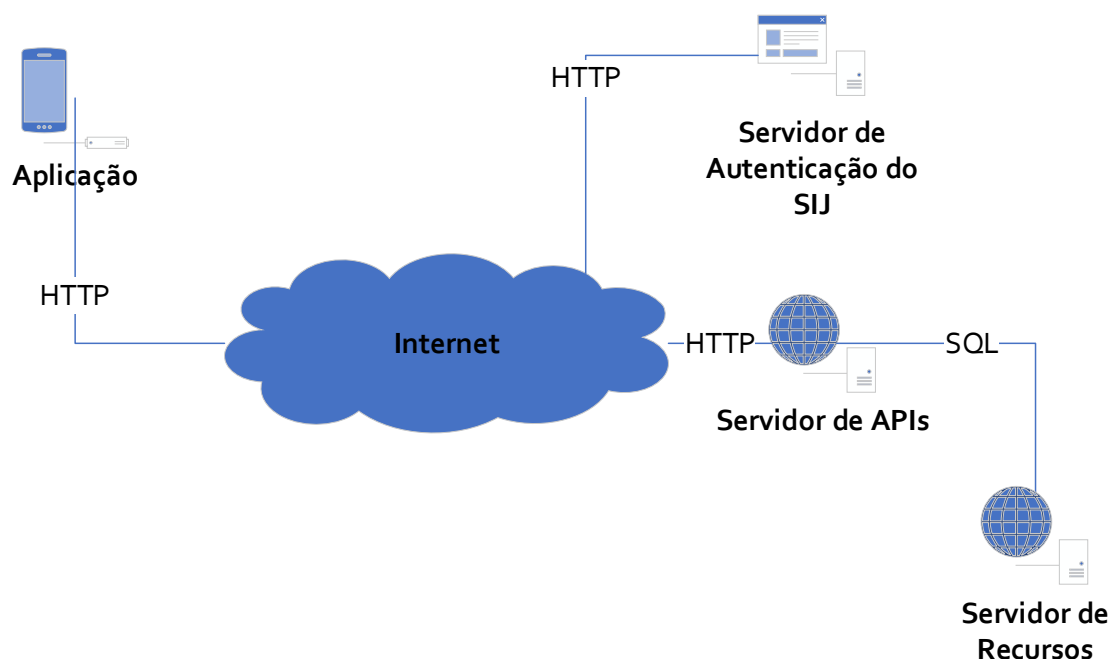 HTTP
Servidor de
Autenticação do
SIJ
Aplicação
HTTP
Internet
HTTP
SQL
Servidor de APIs
Servidor de
Recursos